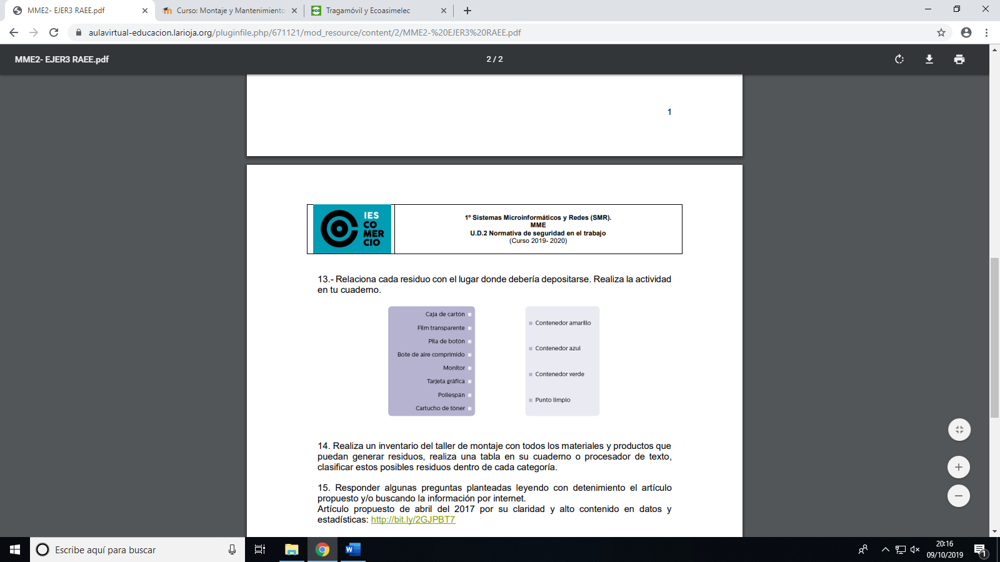 MME2- EJER3 RAEE.pdf
Curso: Montaje y Mantenimiento
Tragamóvil y Ecoasimelec
aulavirtual-educacion.larioja.org/pluginfile.php/671121/mod_resource/content/2/MME2-%20EJER3%20RAEE.pdf
MME2- EJER3 RAEE.pdf
2 / 2
1
IES
CO
MER
CIO
1º Sistemas Microinformáticos y Redes (SMR).
MME
U.D.2 Normativa de seguridad en el trabajo
(Curso 2019- 2020)
13.- Relaciona cada residuo con el lugar donde debería depositarse. Realiza la actividad
en tu cuaderno.
Caja de cartón
Film transparente
Pila de botón
Bote de aire comprimido
Monitor
Tarjeta gráfica
Poliespán
Cartucho de tóner
Contenedor amarillo
Contenedor azul
Contenedor verde
Punto limpio
14. Realiza un inventario del taller de montaje con todos los materiales y productos que
puedan generar residuos, realiza una tabla en su cuaderno o procesador de texto,
clasificar estos posibles residuos dentro de cada categoría.
15. Responder algunas preguntas planteadas leyendo con detenimiento el artículo
propuesto y/o buscando la información por internet.
Artículo propuesto de abril del 2017 por su claridad y alto contenido en datos y
estadísticas: http://bit.ly/2GJPBT7
Escribe aquí para buscar
20:16
09/10/2019
1